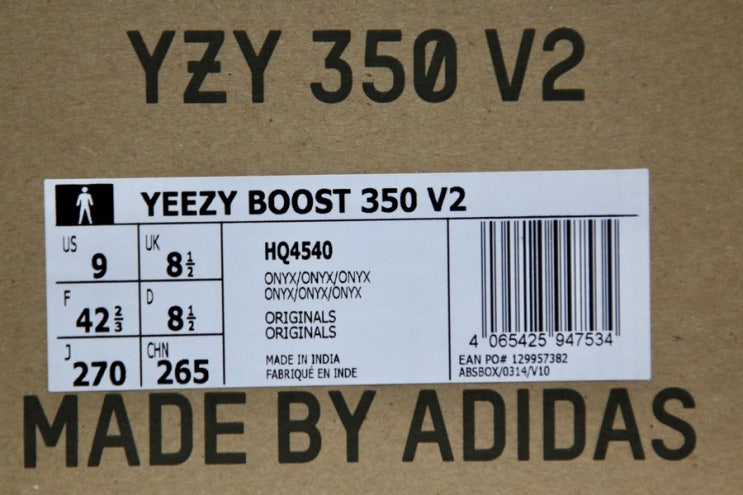 YZY 350 V2
YEEZY BOOST 350 V2
US 9
UK 8½
F 42⅔
D 8½
J 270
CHN 265
HQ4540
ONYX/ONYX/ONYX
ONYX/ONYX/ONYX
ORIGINALS
ORIGINALS
MADE IN INDIA
FABRIQUÉ EN INDE
4 065425 947534
EAN PO# 129957382
ABSBOX/0314/V10
MADE BY ADIDAS